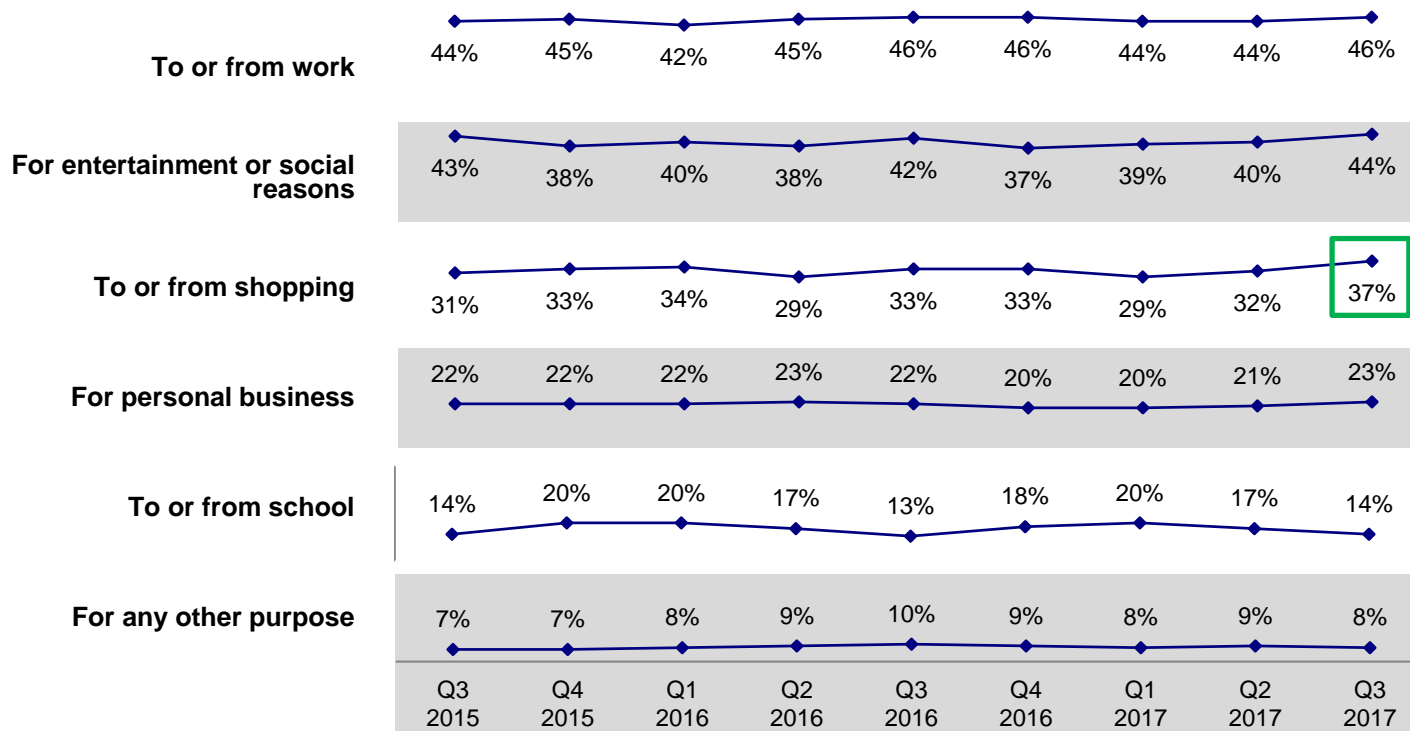 44% 45% 42% 45% 46% 46% 44% 44% 46%
To or from work
For entertainment or social
reasons
43% 38% 40% 38% 42% 37% 39% 40% 44%
To or from shopping
31% 33% 34% 29% 33% 33% 29% 32% 37%
For personal business
22% 22% 22% 23% 22% 20% 20% 21% 23%
To or from school
14% 20% 20% 17% 13% 18% 20% 17% 14%
For any other purpose
7% 7% 8% 9% 10% 9% 8% 9% 8%
Q3 Q4 Q1 Q2 Q3 Q4 Q1 Q2 Q3
2015 2015 2016 2016 2016 2016 2017 2017 2017